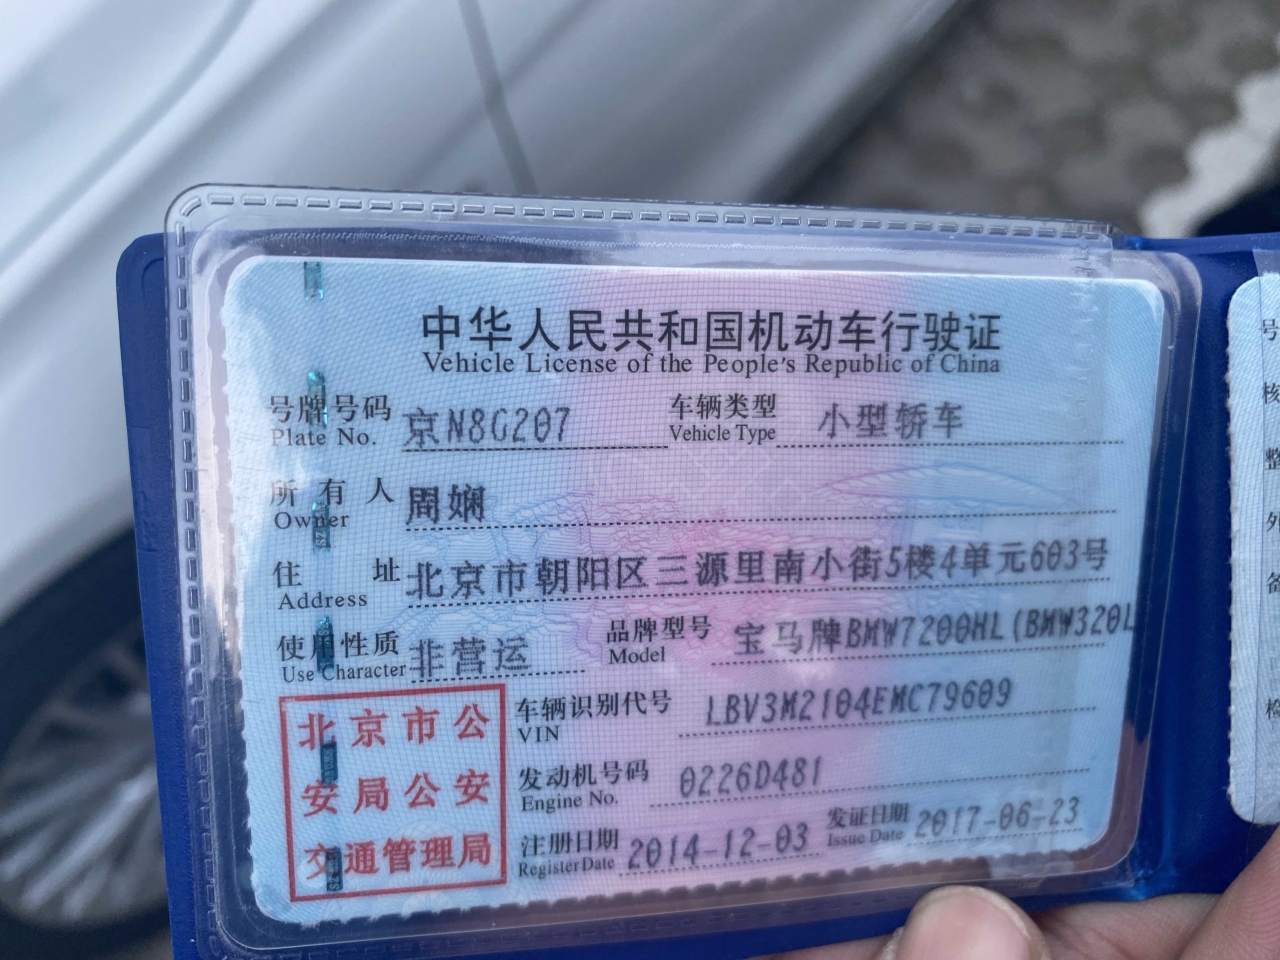 中华人民共和国机动车行驶证
Vehicle License of the People's Republic of China
号牌号码 京N8G207 车辆类型 小型轿车
Plate No. Vehicle Type
所有人 周娴
Owner
住址 北京市朝阳区三源里南小街5楼4单元603号
Address
使用性质 非营运 品牌型号 宝马牌BMW7200HL(BMW320L
Use Character Model
车辆识别代号 LBV3M2104EMC79609
VIN
发动机号码 0226D481
Engine No.
注册日期 2014-12-03 发证日期 2017-06-23
Register Date Issue Date
北京市公
安局公安
交通管理局
号
核
整
外
备
检